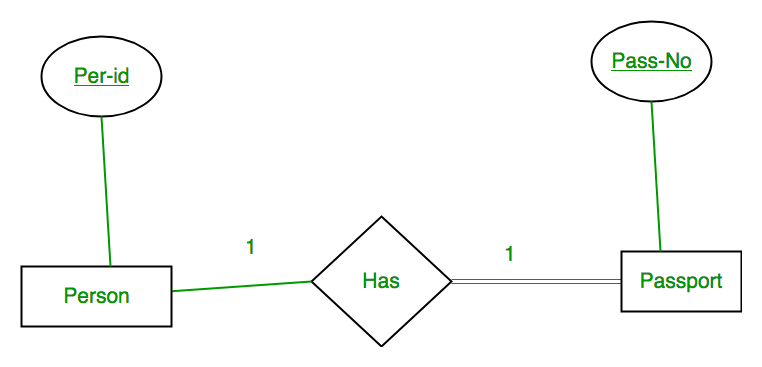 Per-id
Pass-No
1
1
Person
Has
Passport